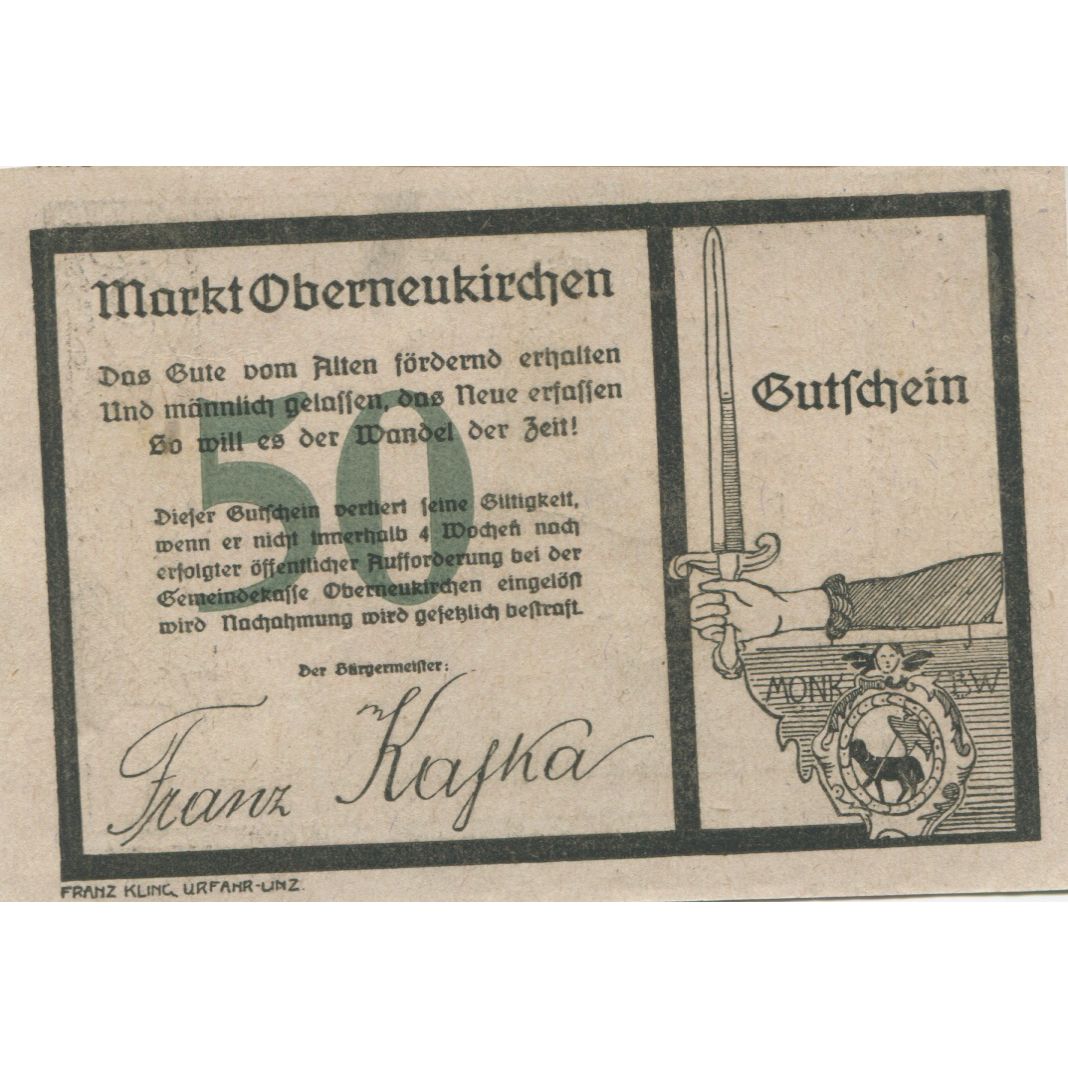 Markt Oberneukirchen
Das Gute vom Alten fördernd erhalten
Und männlich gelassen, das Neue erfassen
So will es der Wandel der Zeit!
50
Dieser Gutschein verliert seine Giltigkeit,
wenn er nicht innerhalb 4 Wochen nach
erfolgter öffentlicher Aufforderung bei der
Gemeindekasse Oberneukirchen eingelöst
wird Nachahmung wird gesetzlich bestraft.
Der Bürgermeister:
Franz Kafka
FRANZ KLING, URFAHR-LINZ.
Gutschein
MONK